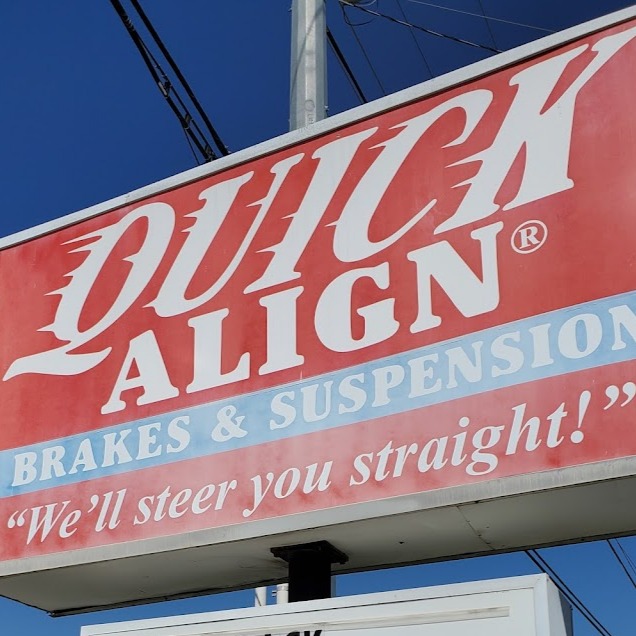 QUICK
ALIGN®
BRAKES & SUSPENSION
“We’ll steer you straight!”